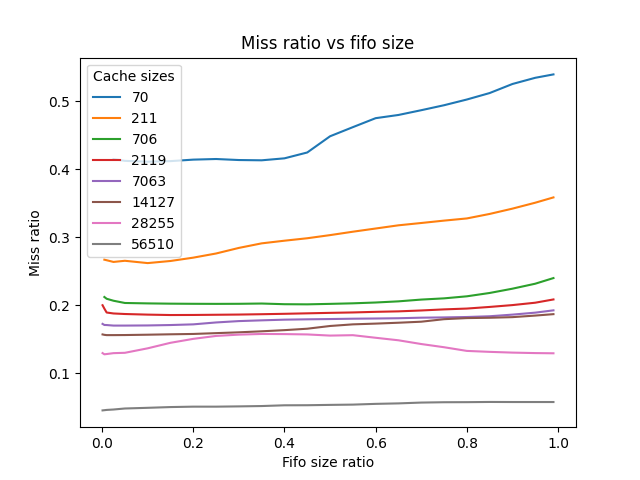 Miss ratio vs fifo size
Cache sizes
70
211
706
2119
7063
14127
28255
56510
0.5
0.4
0.3
0.2
0.1
Miss ratio
0.0 0.2 0.4 0.6 0.8 1.0
Fifo size ratio